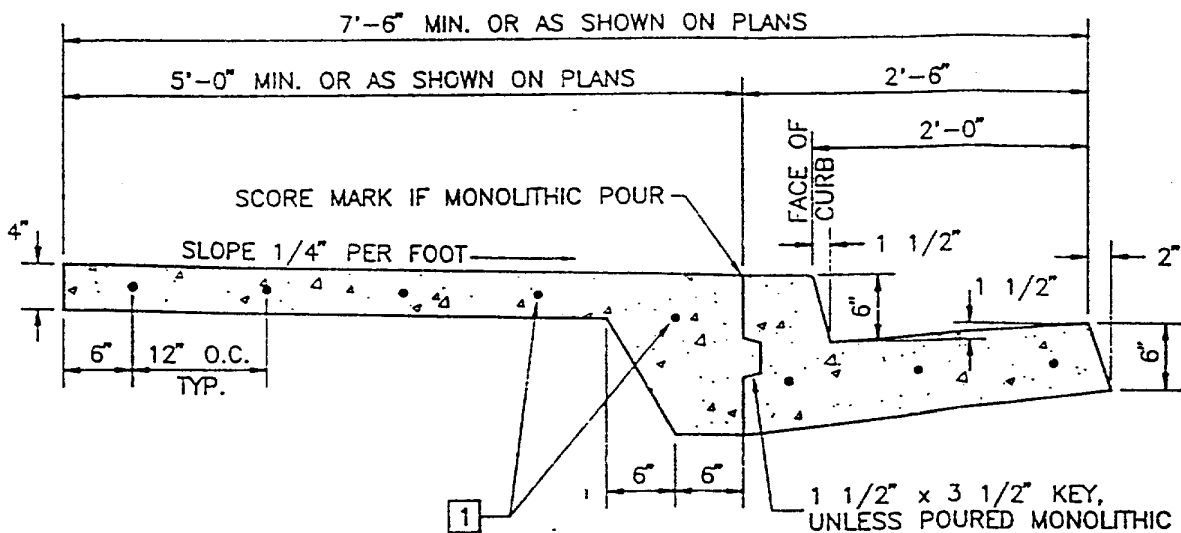 7'-6" MIN. OR AS SHOWN ON PLANS
5'-0" MIN. OR AS SHOWN ON PLANS
2'-6"
2'-0"
FACE OF
CURB
SCORE MARK IF MONOLITHIC POUR
4"
SLOPE 1/4" PER FOOT
1 1/2"
2"
1 1/2"
6"
6"
6"
12" O.C.
TYP.
6"
6"
1
1 1/2" x 3 1/2" KEY,
UNLESS POURED MONOLITHIC